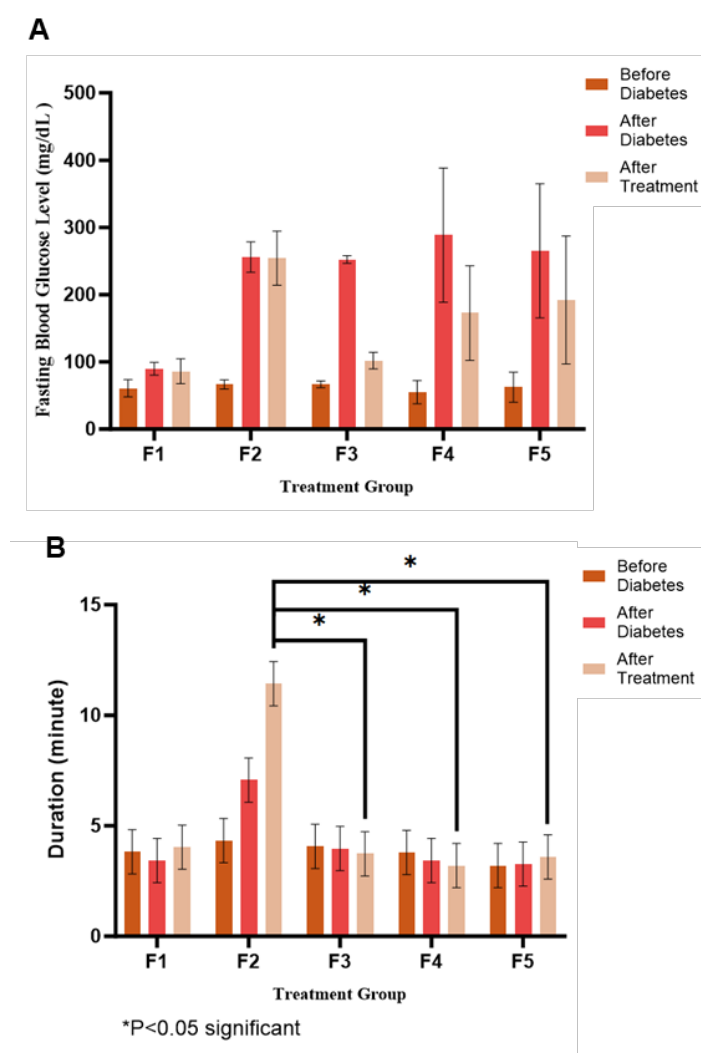 A
Before
Diabetes
After
Diabetes
After
Treatment
Fasting Blood Glucose Level (mg/dL )
500
400
300
200
100
0
F1 F2 F3 F4 F5
Treatment Group
B
Before
Diabetes
After
Diabetes
After
Treatment
*
*
*
Duration (minute)
15
10
5
0
F1 F2 F3 F4 F5
Treatment Group
*P<0.05 significant